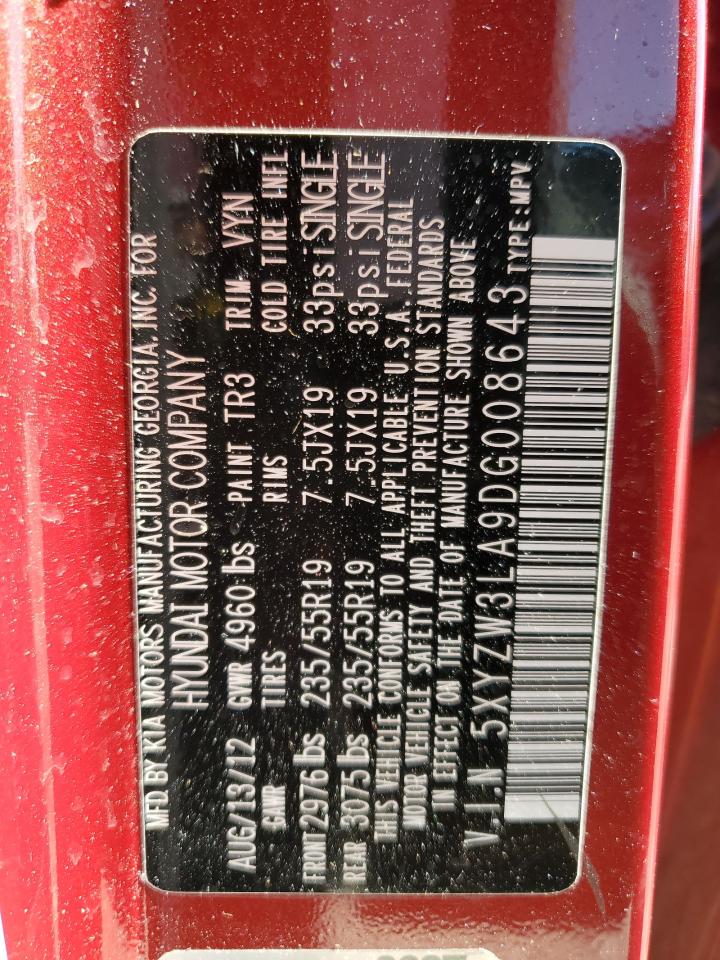 MFD BY KIA MOTORS MANUFACTURING GEORGIA, INC. FOR
HYUNDAI MOTOR COMPANY
AUG/13/12 GVWR 4960 lbs PAINT TR3 TRIM VYN
GAWR TIRES RIMS COLD TIRE INFL
FRONT 2976 lbs 235/55R19 7.5JX19 33psi SINGLE
REAR 3075 lbs 235/55R19 7.5JX19 33psi SINGLE
THIS VEHICLE CONFORMS TO ALL APPLICABLE U.S.A. FEDERAL
MOTOR VEHICLE SAFETY AND THEFT PREVENTION STANDARDS
IN EFFECT ON THE DATE OF MANUFACTURE SHOWN ABOVE
V.I.N 5XYZW3LA9DG008643 TYPE:MPV